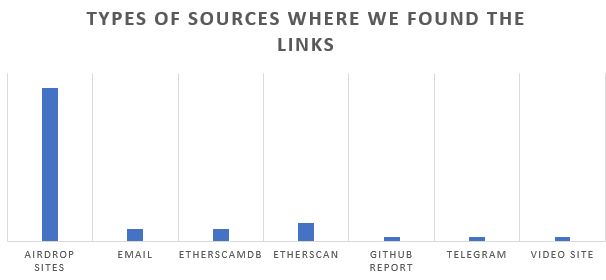 TYPES OF SOURCES WHERE WE FOUND THE
LINKS
AIRDROP
SITES
EMAIL
ETHERSCAMDB
ETHERSCAN
GITHUB
REPORT
TELEGRAM
VIDEO SITE